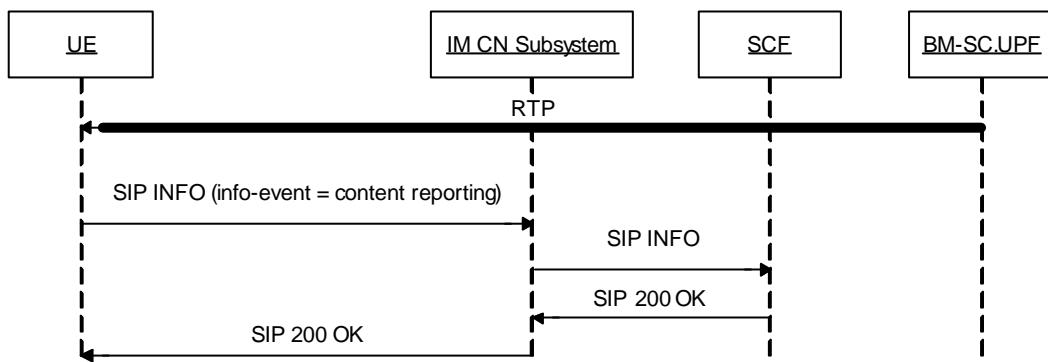 UE
IM CN Subsystem
SCF
BM-SC.UPF
RTP
SIP INFO (info-event = content reporting)
SIP INFO
SIP 200 OK
SIP 200 OK